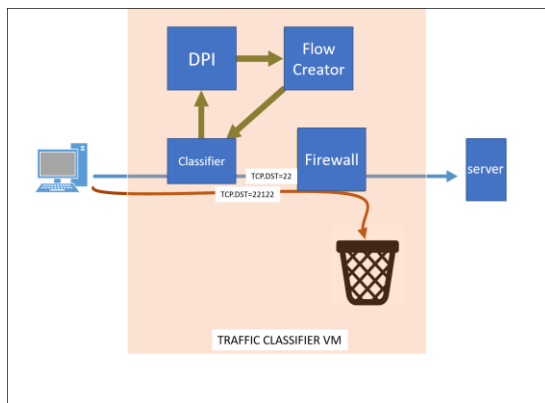 DPI
Flow
Creator
Classifier
TCP.DST=22
Firewall
server
TCP.DST=22122
TRAFFIC CLASSIFIER VM